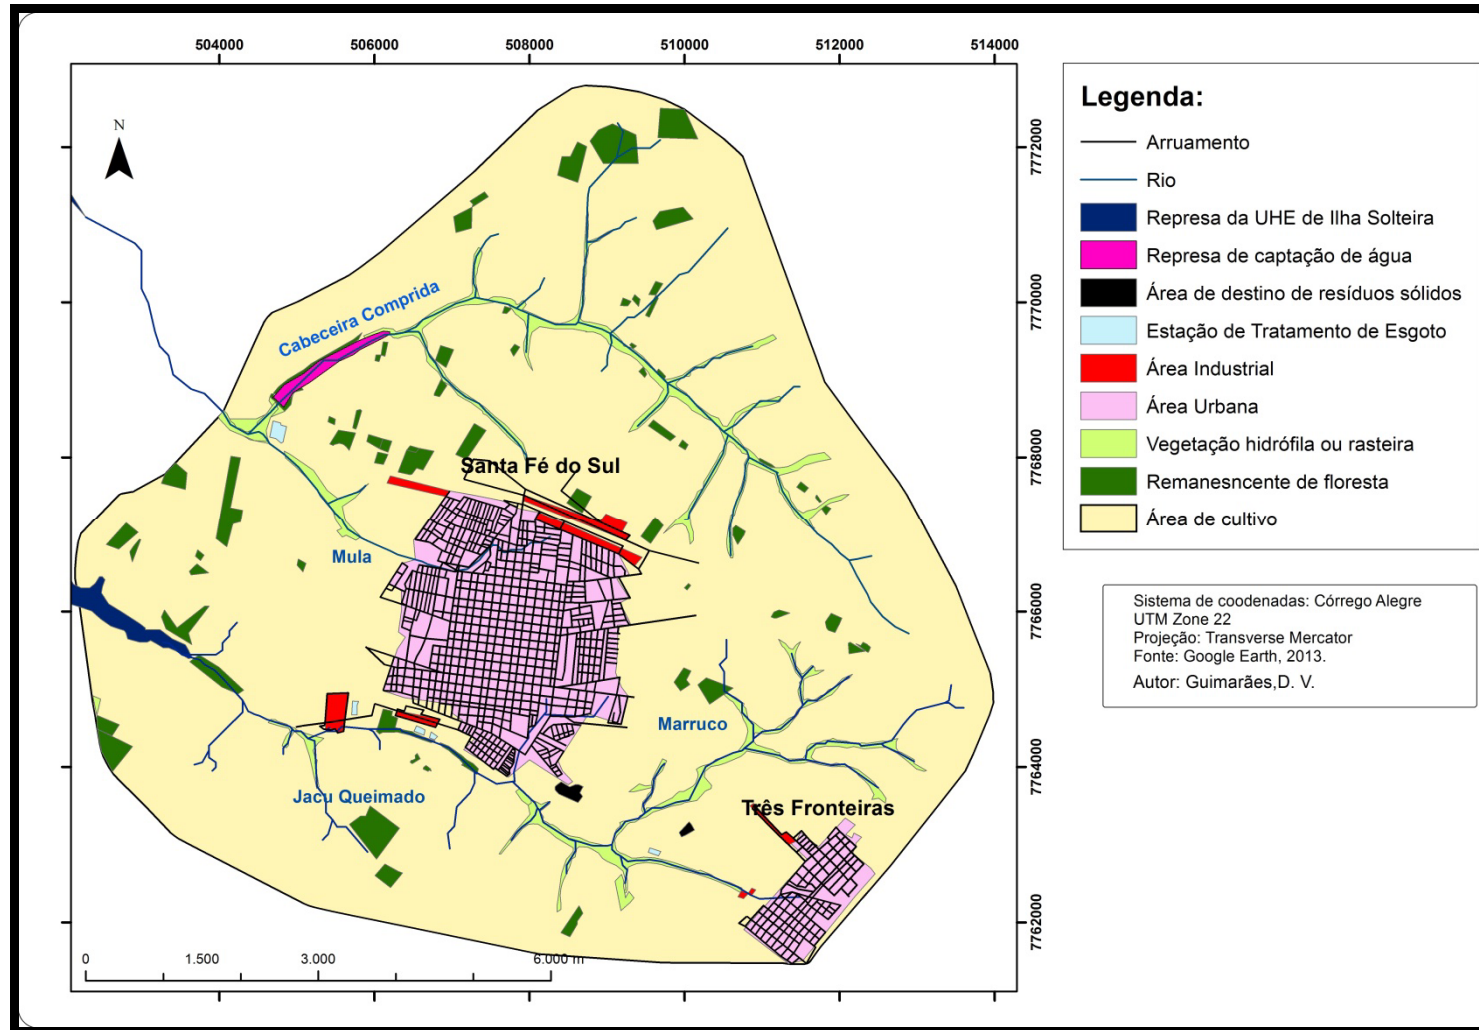 504000
506000
508000
510000
512000
514000
N
7772000
7770000
7768000
7766000
7764000
7762000
Cabeceira Comprida
Santa Fé do Sul
Mula
Marruco
Jacu Queimado
Três Fronteiras
0
1.500
3.000
6.000 m
Legenda:
Arruamento
Rio
Represa da UHE de Ilha Solteira
Represa de captação de água
Área de destino de resíduos sólidos
Estação de Tratamento de Esgoto
Área Industrial
Área Urbana
Vegetação hidrófila ou rasteira
Remanesncente de floresta
Área de cultivo
Sistema de coodenadas: Córrego Alegre
UTM Zone 22
Projeção: Transverse Mercator
Fonte: Google Earth, 2013.
Autor: Guimarães,D. V.